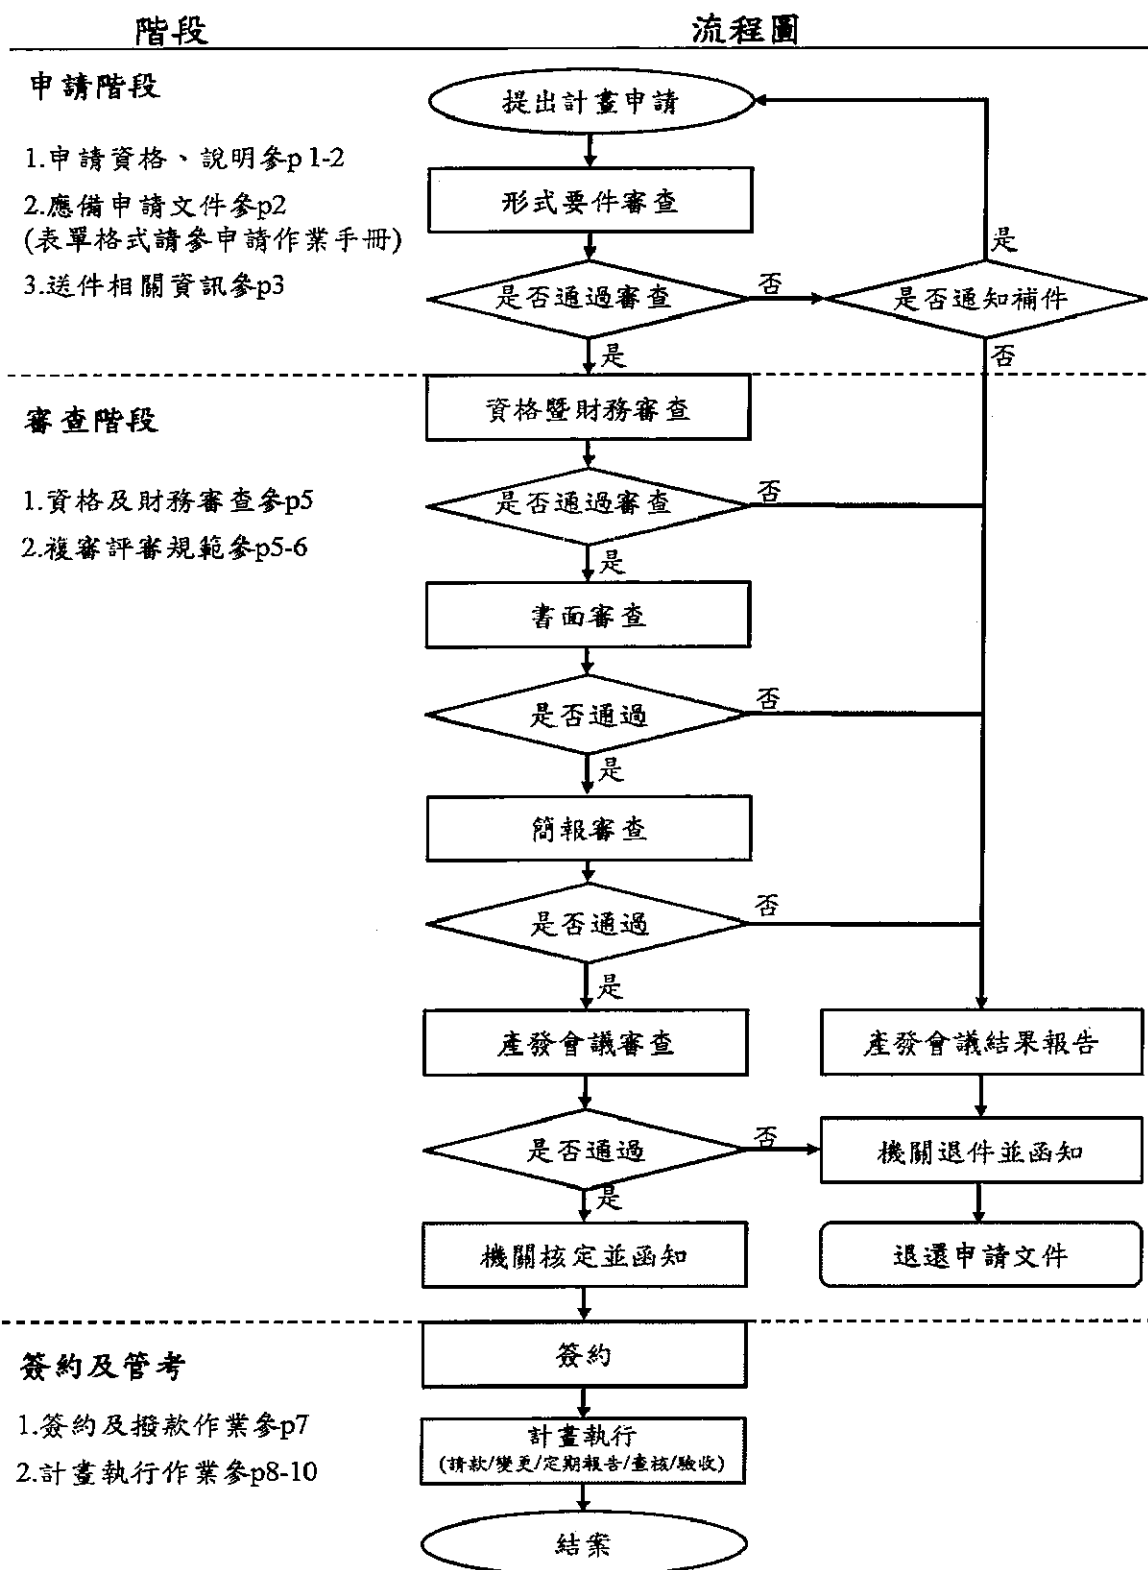 階段
流程圖
申請階段
1.申請資格、說明參p 1-2
2.應備申請文件參p2
(表單格式請參申請作業手冊)
3.送件相關資訊參p3
提出計畫申請
形式要件審查
是否通過審查
否
是否通知補件
是
是
否
審查階段
1.資格及財務審查參p5
2.複審評審規範參p5-6
資格暨財務審查
是否通過審查
否
是
書面審查
是否通過
否
是
簡報審查
是否通過
否
是
產發會議審查
產發會議結果報告
是否通過
否
機關退件並函知
是
機關核定並函知
退還申請文件
簽約及管考
1.簽約及撥款作業參p7
2.計畫執行作業參p8-10
簽約
計畫執行
(請款/變更/定期報告/查核/驗收)
結案